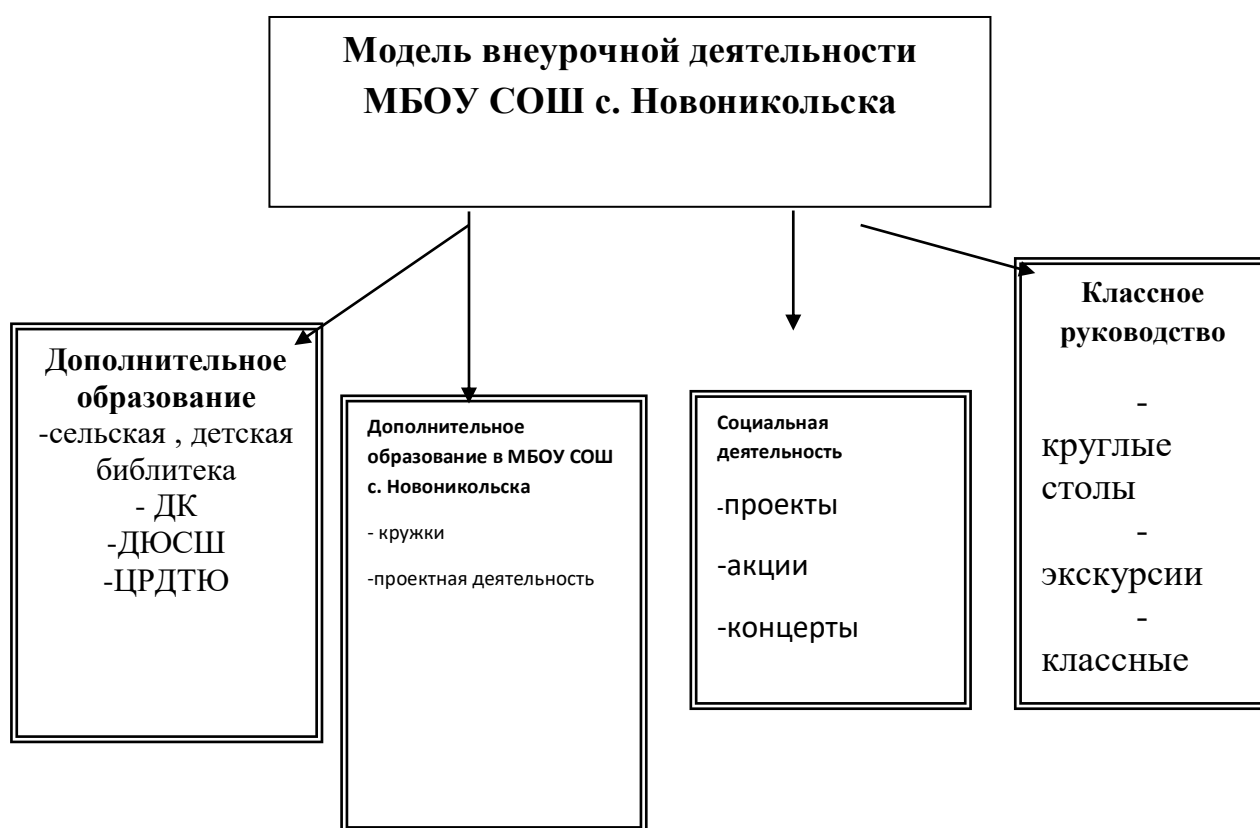 Модель внеурочной деятельности
МБОУ СОШ с. Новоникольска
Дополнительное
образование
-сельская , детская
библитека
- ДК
-ДЮСШ
-ЦРДТЮ
Дополнительное
образование в МБОУ СОШ
с. Новоникольска
- кружки
-проектная деятельность
Социальная
деятельность
-проекты
-акции
-концерты
Классное
руководство
-
круглые
столы
-
экскурсии
-
классные